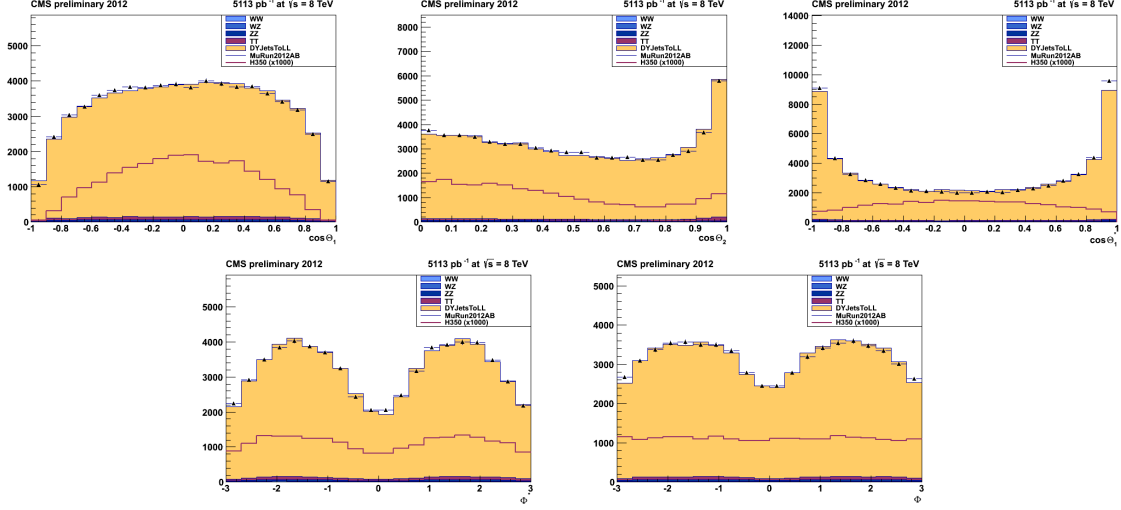 CMS preliminary 2012 5113 pb⁻¹ at √s = 8 TeV
WW
WZ
ZZ
TT
DYJetsToLL
MuRun2012AB
H350 (x1000)
5000
4000
3000
2000
1000
0
-1 -0.8 -0.6 -0.4 -0.2 0 0.2 0.4 0.6 0.8 1
cosΘ₁
CMS preliminary 2012 5113 pb⁻¹ at √s = 8 TeV
WW
WZ
ZZ
TT
DYJetsToLL
MuRun2012AB
H350 (x1000)
8000
7000
6000
5000
4000
3000
2000
1000
0
0 0.1 0.2 0.3 0.4 0.5 0.6 0.7 0.8 0.9 1
cosΘ₂
CMS preliminary 2012 5113 pb⁻¹ at √s = 8 TeV
WW
WZ
ZZ
TT
DYJetsToLL
MuRun2012AB
H350 (x1000)
14000
12000
10000
8000
6000
4000
2000
0
-1 -0.8 -0.6 -0.4 -0.2 0 0.2 0.4 0.6 0.8 1
cosΘ₁*
CMS preliminary 2012 5113 pb⁻¹ at √s = 8 TeV
WW
WZ
ZZ
TT
DYJetsToLL
MuRun2012AB
H350 (x1000)
5000
4000
3000
2000
1000
0
-3 -2 -1 0 1 2 3
CMS preliminary 2012 5113 pb⁻¹ at √s = 8 TeV
WW
WZ
ZZ
TT
DYJetsToLL
MuRun2012AB
H350 (x1000)
5000
4000
3000
2000
1000
0
-3 -2 -1 0 1 2 3